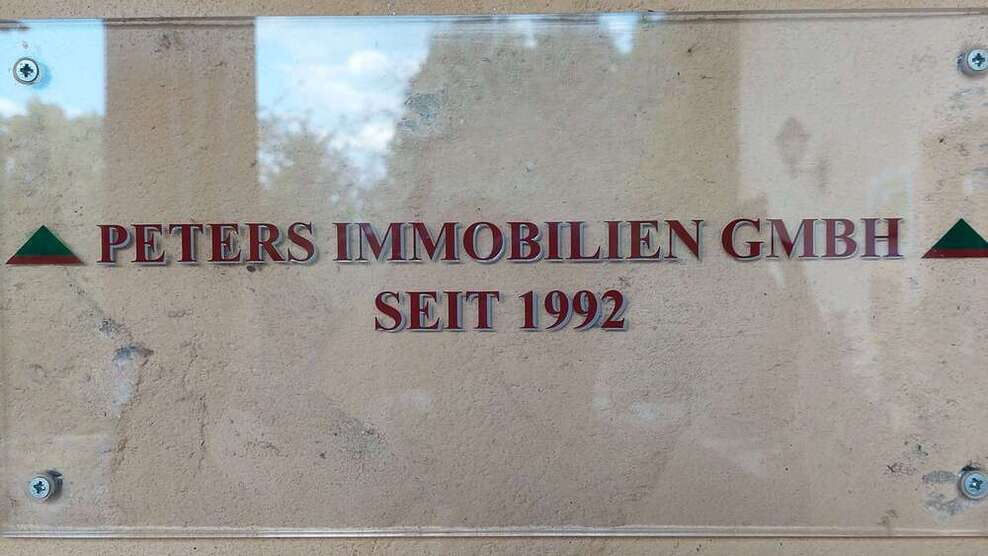 PETERS IMMOBILIEN GMBH
SEIT 1992